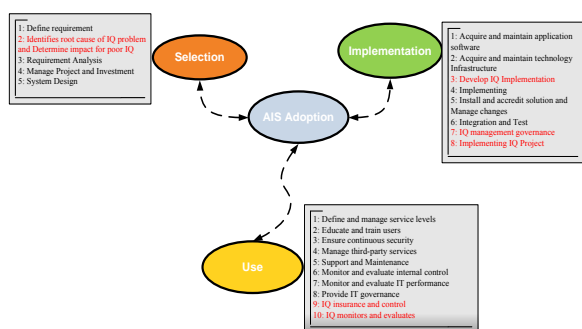 1: Define requirement
2: Identifies root cause of IQ problem
and Determine impact for poor IQ
3: Requirement Analysis
4: Manage Project and Investment
5: System Design
Selection
Implementation
1: Acquire and maintain application
software
2: Acquire and maintain technology
Infrastructure
3: Develop IQ Implementation
4: Implementing
5: Install and accredit solution and
Manage changes
6: Integration and Test
7: IQ management governance
8: Implementing IQ Project
AIS Adoption
Use
1: Define and manage service levels
2: Educate and train users
3: Ensure continuous security
4: Manage third-party services
5: Support and Maintenance
6: Monitor and evaluate internal control
7: Monitor and evaluate IT performance
8: Provide IT governance
9: IQ insurance and control
10: IQ monitors and evaluates